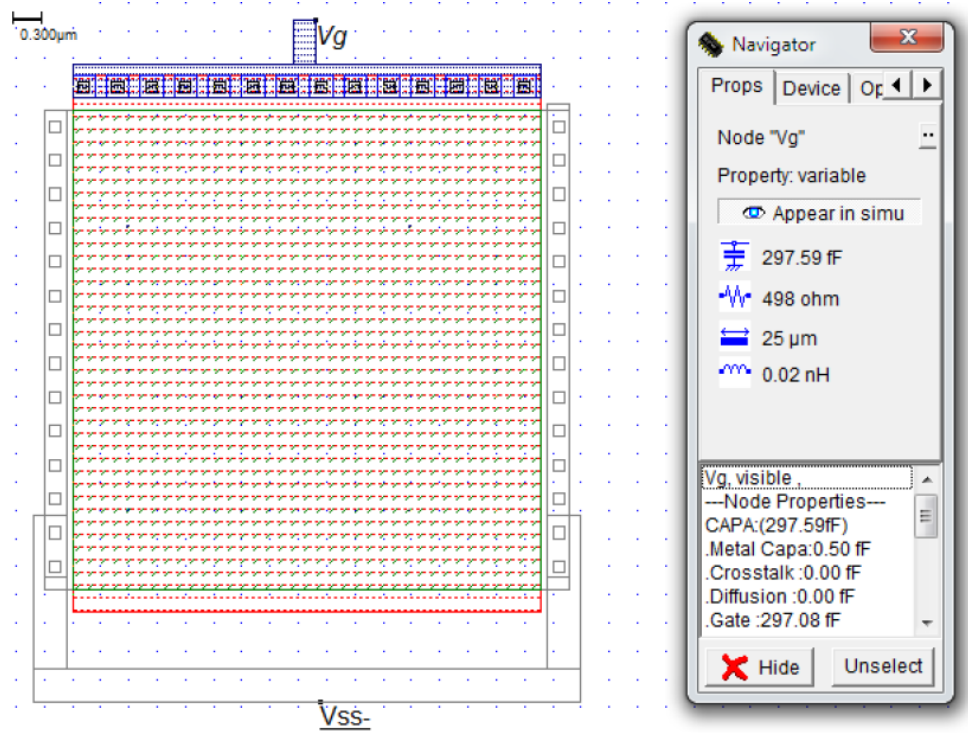 0.300µm
Vg
Vss-
Navigator
Props
Device
Op
Node "Vg"
Property: variable
Appear in simu
297.59 fF
498 ohm
25 µm
0.02 nH
Vg, visible ,
---Node Properties---
CAPA:(297.59fF)
.Metal Capa:0.50 fF
.Crosstalk :0.00 fF
.Diffusion :0.00 fF
.Gate :297.08 fF
Hide
Unselect